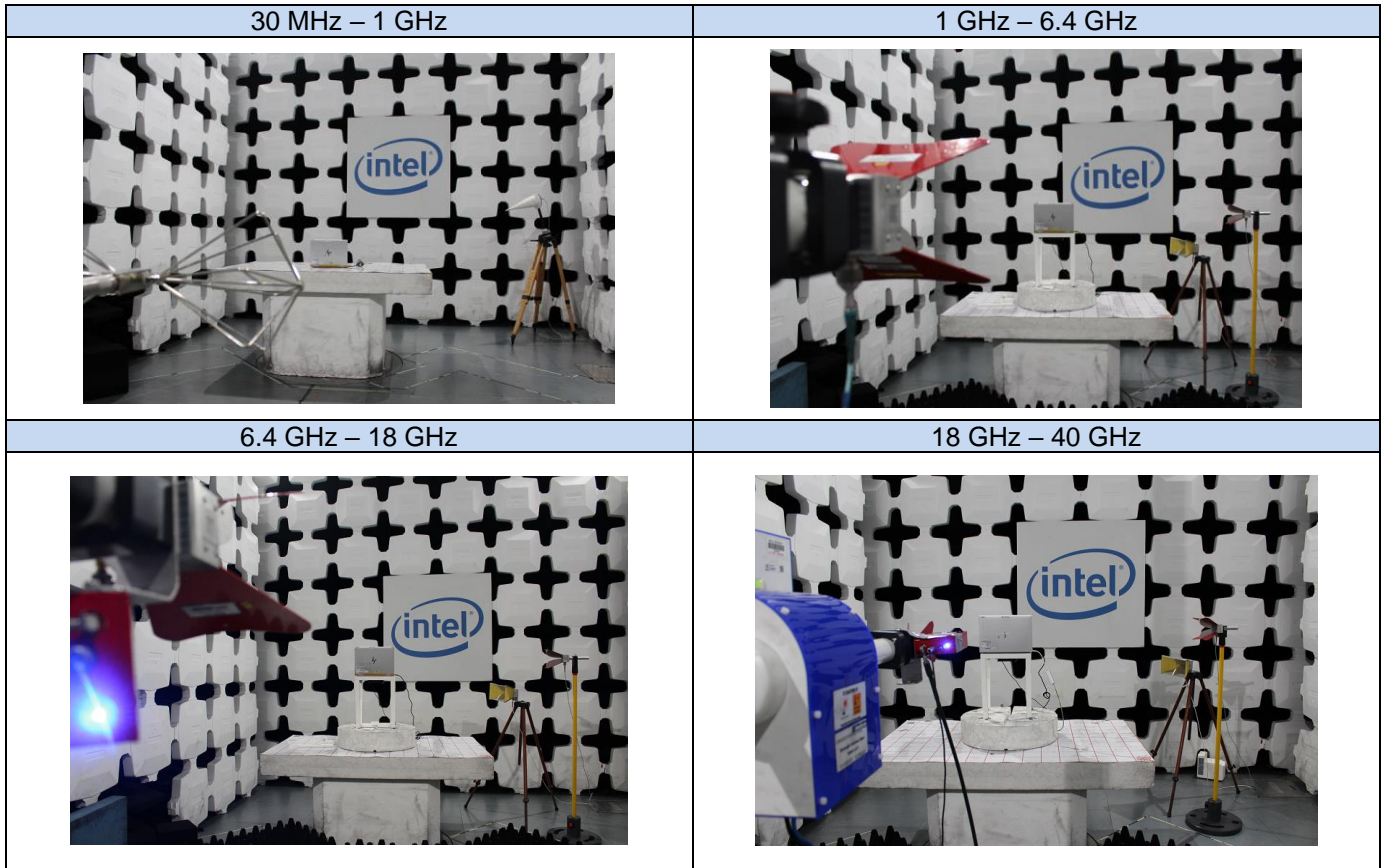 30 MHz – 1 GHz
1 GHz – 6.4 GHz
intel
intel
6.4 GHz – 18 GHz
18 GHz – 40 GHz
intel
intel